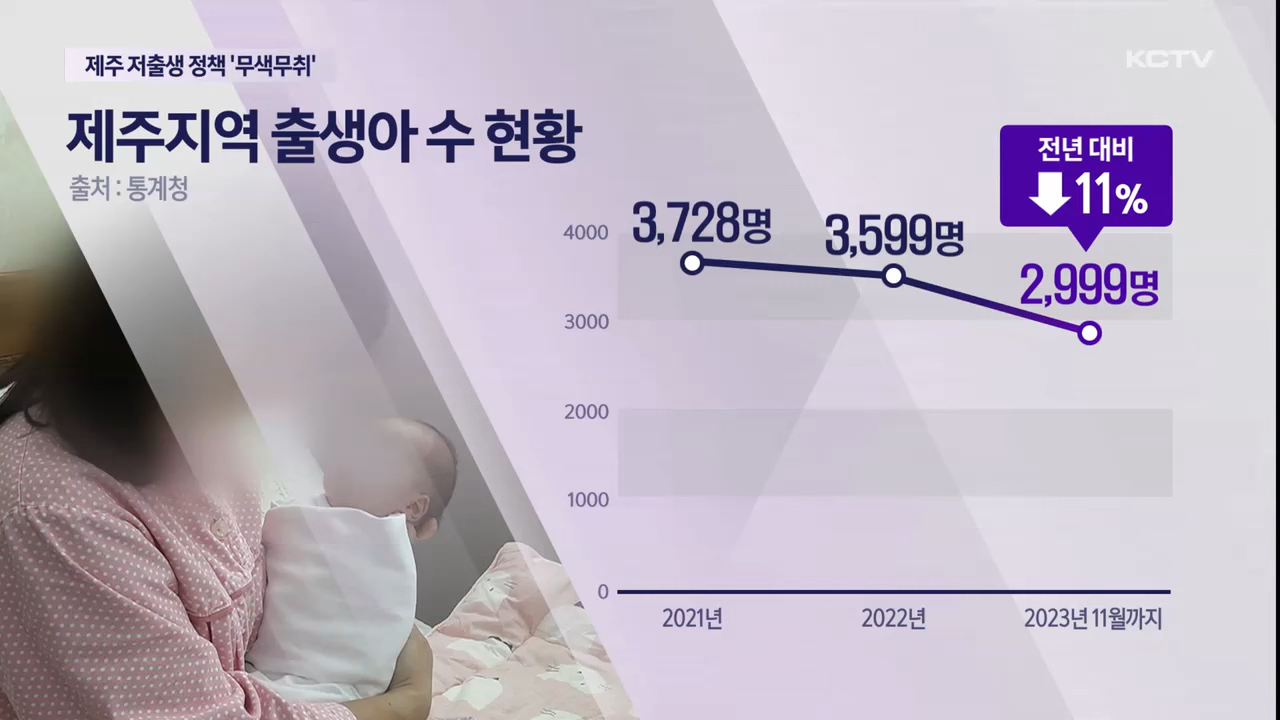 제주 저출생 정책 '무색무취'
KCTV
제주지역 출생아 수 현황
출처 : 통계청
전년 대비
11%
3,728명
3,599명
2,999명
4000
3000
2000
1000
0
2021년
2022년
2023년 11월까지